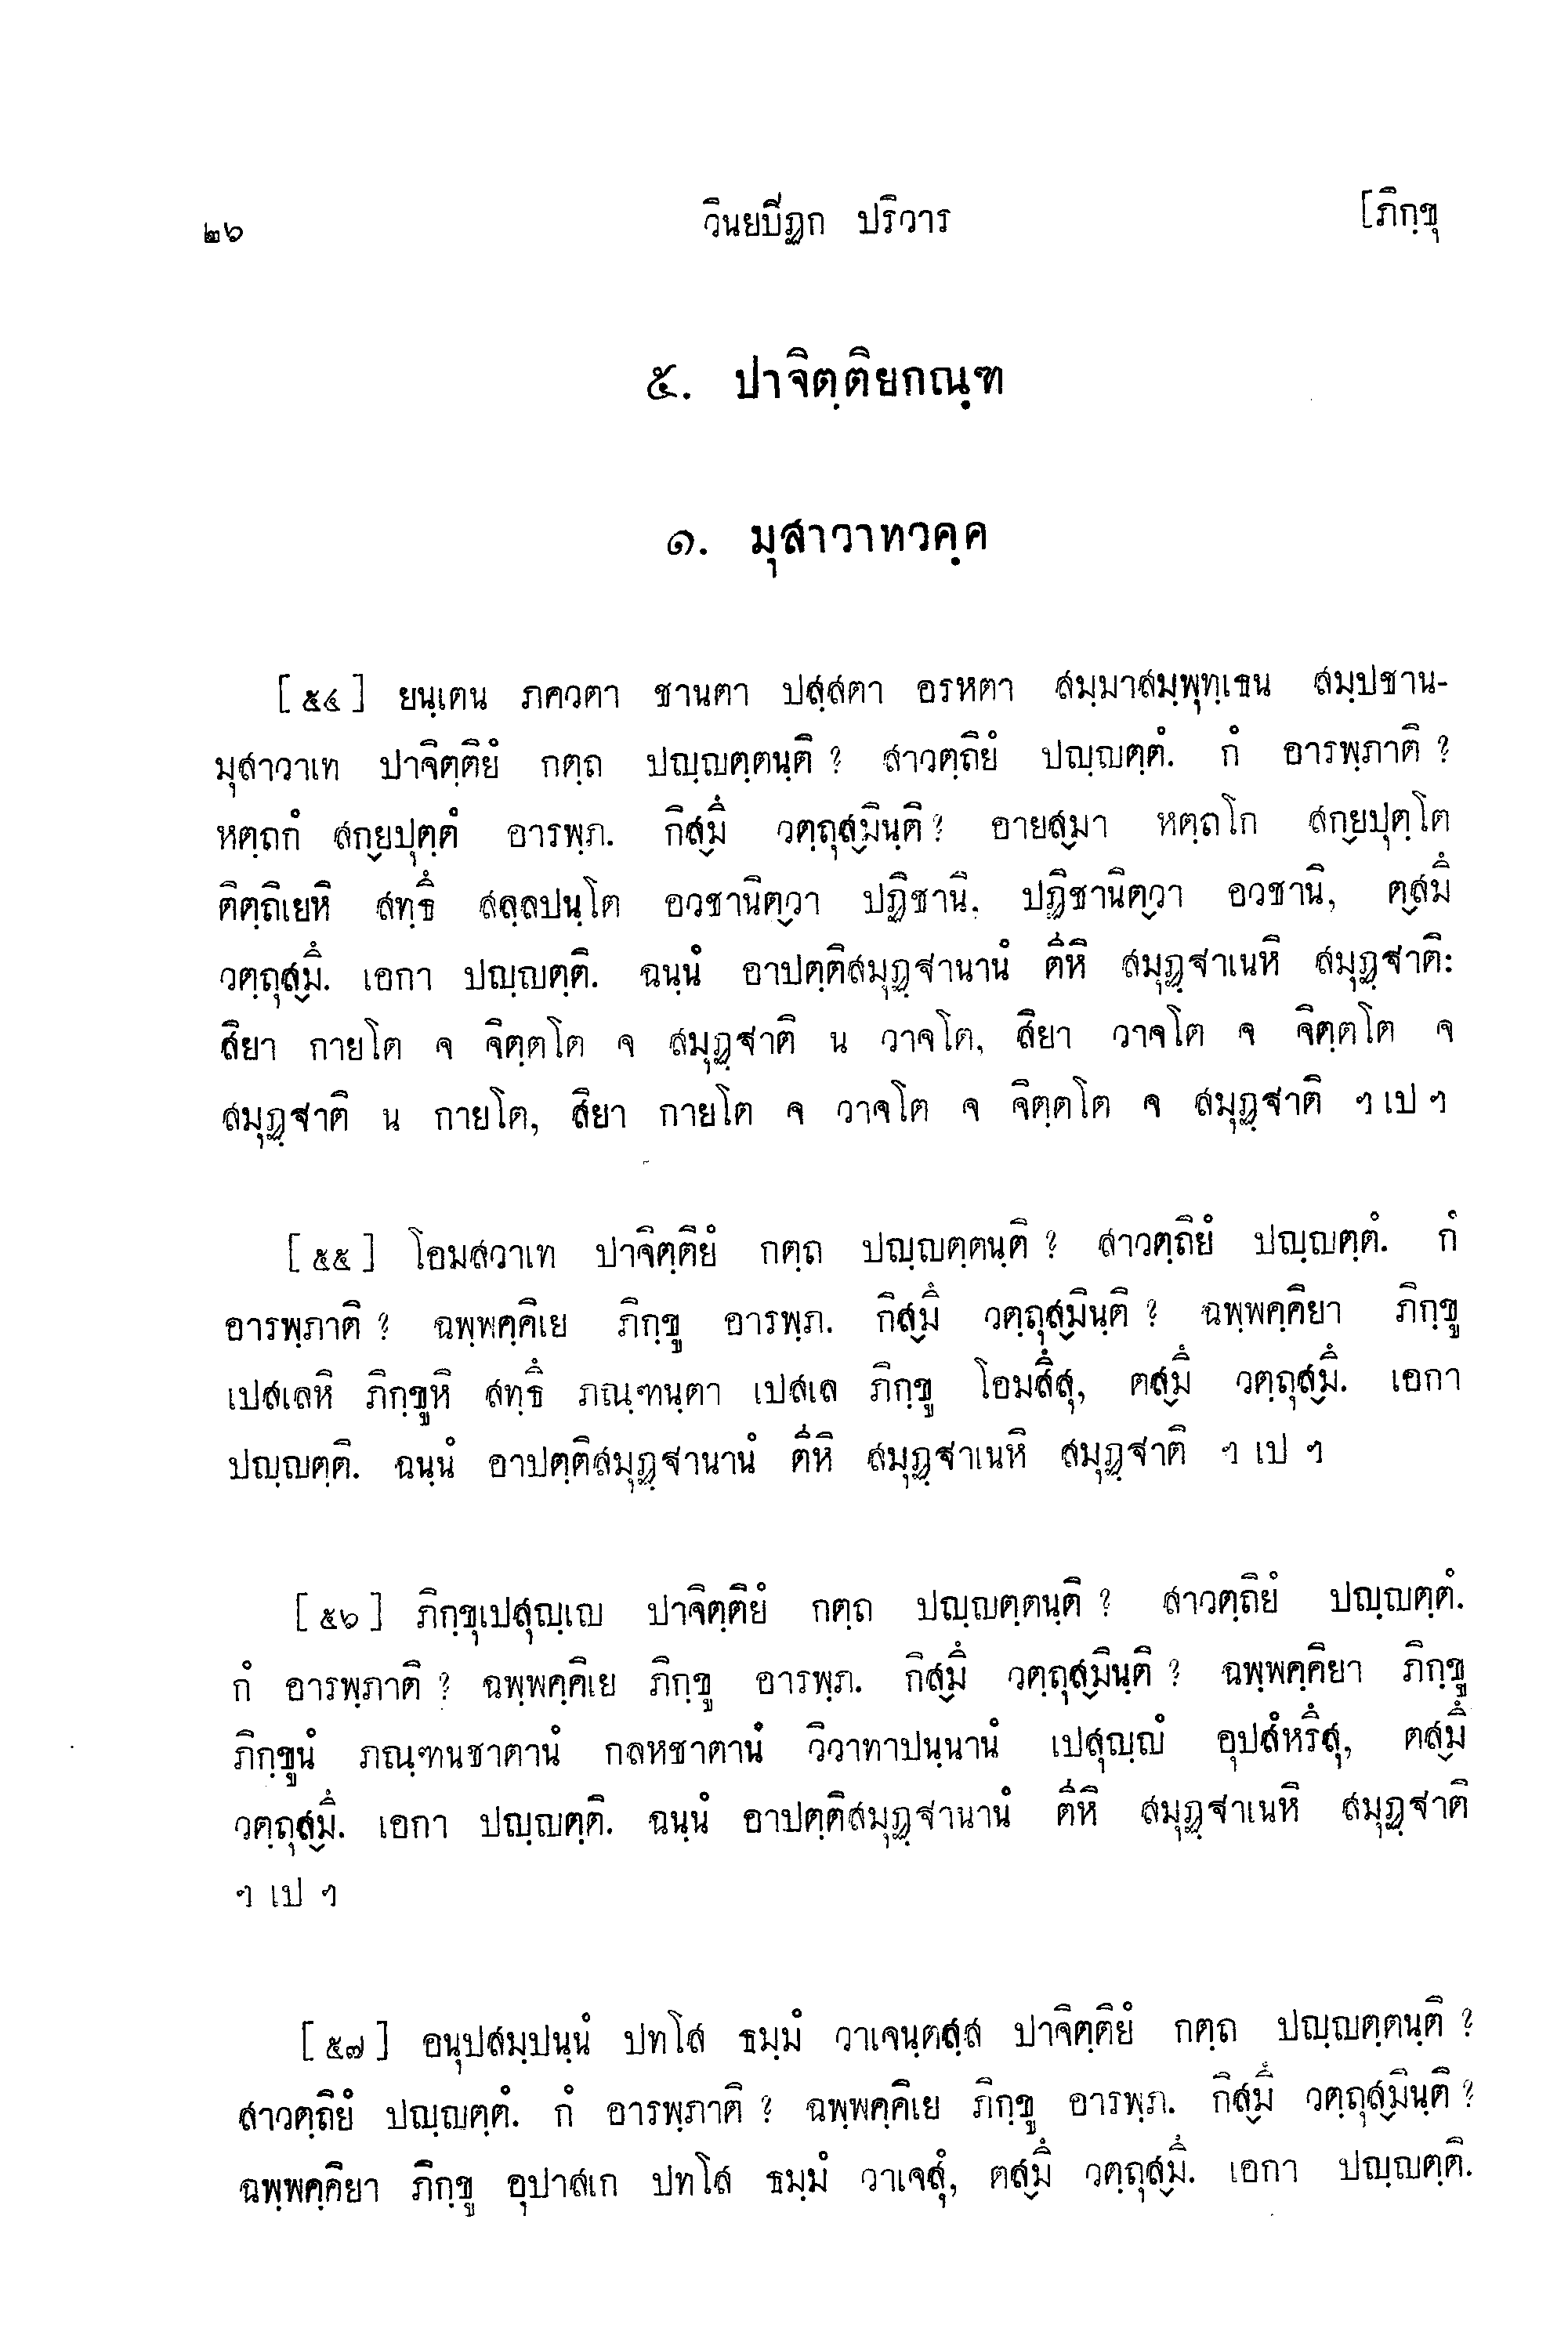 ๒๖ วินยปิฏก ปริวาร [ภิกฺขุ
๕. ปาจิตฺติยกณฺฑ
๑. มุสาวาทวคฺค
[๕๔] ยนฺเตน ภควตา ชานตา ปสฺสตา อรหตา สมฺมาสมฺพุทฺเธน สมฺปชาน-
มุสาวาเท ปาจิตฺติยํ กตฺถ ปญฺญตฺตนฺติ ? สาวตฺถิยํ ปญฺญตฺตํ. กํ อารพฺภาติ ?
หตฺถกํ สกฺยปุตฺตํ อารพฺภ. กิสฺมิํ วตฺถุสฺมินฺติ ? อายสฺมา หตฺถโก สกฺยปุตฺโต
ติตฺถิเยหิ สทฺธิํ สลฺลปนฺโต อวชานิตฺวา ปฏิชานิ, ปฏิชานิตฺวา อวชานิ, ตสฺมิํ
วตฺถุสฺมิํ. เอกา ปญฺญตฺติ. ฉนฺนํ อาปตฺติสมุฏฺฐานานํ ตีหิ สมุฏฺฐาเนหิ สมุฏฺฐาติ:
สิยา กายโต จ จิตฺตโต จ สมุฏฺฐาติ น วาจโต, สิยา วาจโต จ จิตฺตโต จ
สมุฏฺฐาติ น กายโต, สิยา กายโต จ วาจโต จ จิตฺตโต จ สมุฏฺฐาติ ฯ เป ฯ
[๕๕] โอมสวาเท ปาจิตฺติยํ กตฺถ ปญฺญตฺตนฺติ ? สาวตฺถิยํ ปญฺญตฺตํ. กํ
อารพฺภาติ ? ฉพฺพคฺคิเย ภิกฺขู อารพฺภ. กิสฺมิํ วตฺถุสฺมินฺติ ? ฉพฺพคฺคิยา ภิกฺขู
เปสเลหิ ภิกฺขูหิ สทฺธิํ ภณฺฑนฺตา เปสเล ภิกฺขู โอมสิํสุ, ตสฺมิํ วตฺถุสฺมิํ. เอกา
ปญฺญตฺติ. ฉนฺนํ อาปตฺติสมุฏฺฐานานํ ตีหิ สมุฏฺฐาเนหิ สมุฏฺฐาติ ฯ เป ฯ
[๕๖] ภิกฺขุเปสุญฺเญ ปาจิตฺติยํ กตฺถ ปญฺญตฺตนฺติ ? สาวตฺถิยํ ปญฺญตฺตํ.
กํ อารพฺภาติ ? ฉพฺพคฺคิเย ภิกฺขู อารพฺภ. กิสฺมิํ วตฺถุสฺมินฺติ ? ฉพฺพคฺคิยา ภิกฺขู
ภิกฺขูนํ ภณฺฑนชาตานํ กลหชาตานํ วิวาทาปนฺนานํ เปสุญฺญํ อุปสํหริํสุ, ตสฺมิํ
วตฺถุสฺมิํ. เอกา ปญฺญตฺติ. ฉนฺนํ อาปตฺติสมุฏฺฐานานํ ตีหิ สมุฏฺฐาเนหิ สมุฏฺฐาติ
ฯ เป ฯ
[๕๗] อนุปสมฺปนฺนํ ปทโส ธมฺมํ วาเจนฺตสฺส ปาจิตฺติยํ กตฺถ ปญฺญตฺตนฺติ ?
สาวตฺถิยํ ปญฺญตฺตํ. กํ อารพฺภาติ ? ฉพฺพคฺคิเย ภิกฺขู อารพฺภ. กิสฺมิํ วตฺถุสฺมินฺติ ?
ฉพฺพคฺคิยา ภิกฺขู อุปาสเก ปทโส ธมฺมํ วาเจสุํ, ตสฺมิํ วตฺถุสฺมิํ. เอกา ปญฺญตฺติ.